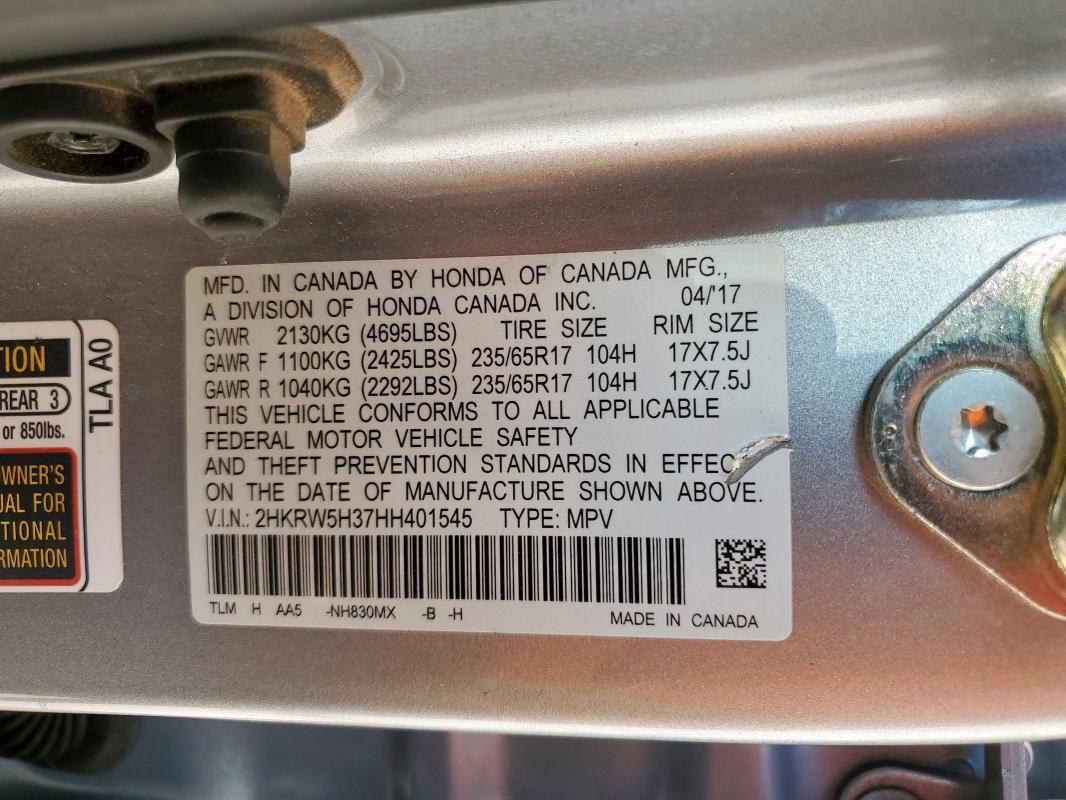 MFD. IN CANADA BY HONDA OF CANADA MFG.,
A DIVISION OF HONDA CANADA INC. 04/'17
GVWR 2130KG (4695LBS) TIRE SIZE RIM SIZE
GAWR F 1100KG (2425LBS) 235/65R17 104H 17X7.5J
GAWR R 1040KG (2292LBS) 235/65R17 104H 17X7.5J
THIS VEHICLE CONFORMS TO ALL APPLICABLE
FEDERAL MOTOR VEHICLE SAFETY
AND THEFT PREVENTION STANDARDS IN EFFEC
ON THE DATE OF MANUFACTURE SHOWN ABOVE.
V.I.N.: 2HKRW5H37HH401545 TYPE: MPV
TLM H AA5 -NH830MX -B -H MADE IN CANADA
TION
REAR 3
or 850lbs.
OWNER'S
UAL FOR
TIONAL
RMATION
TLA A0